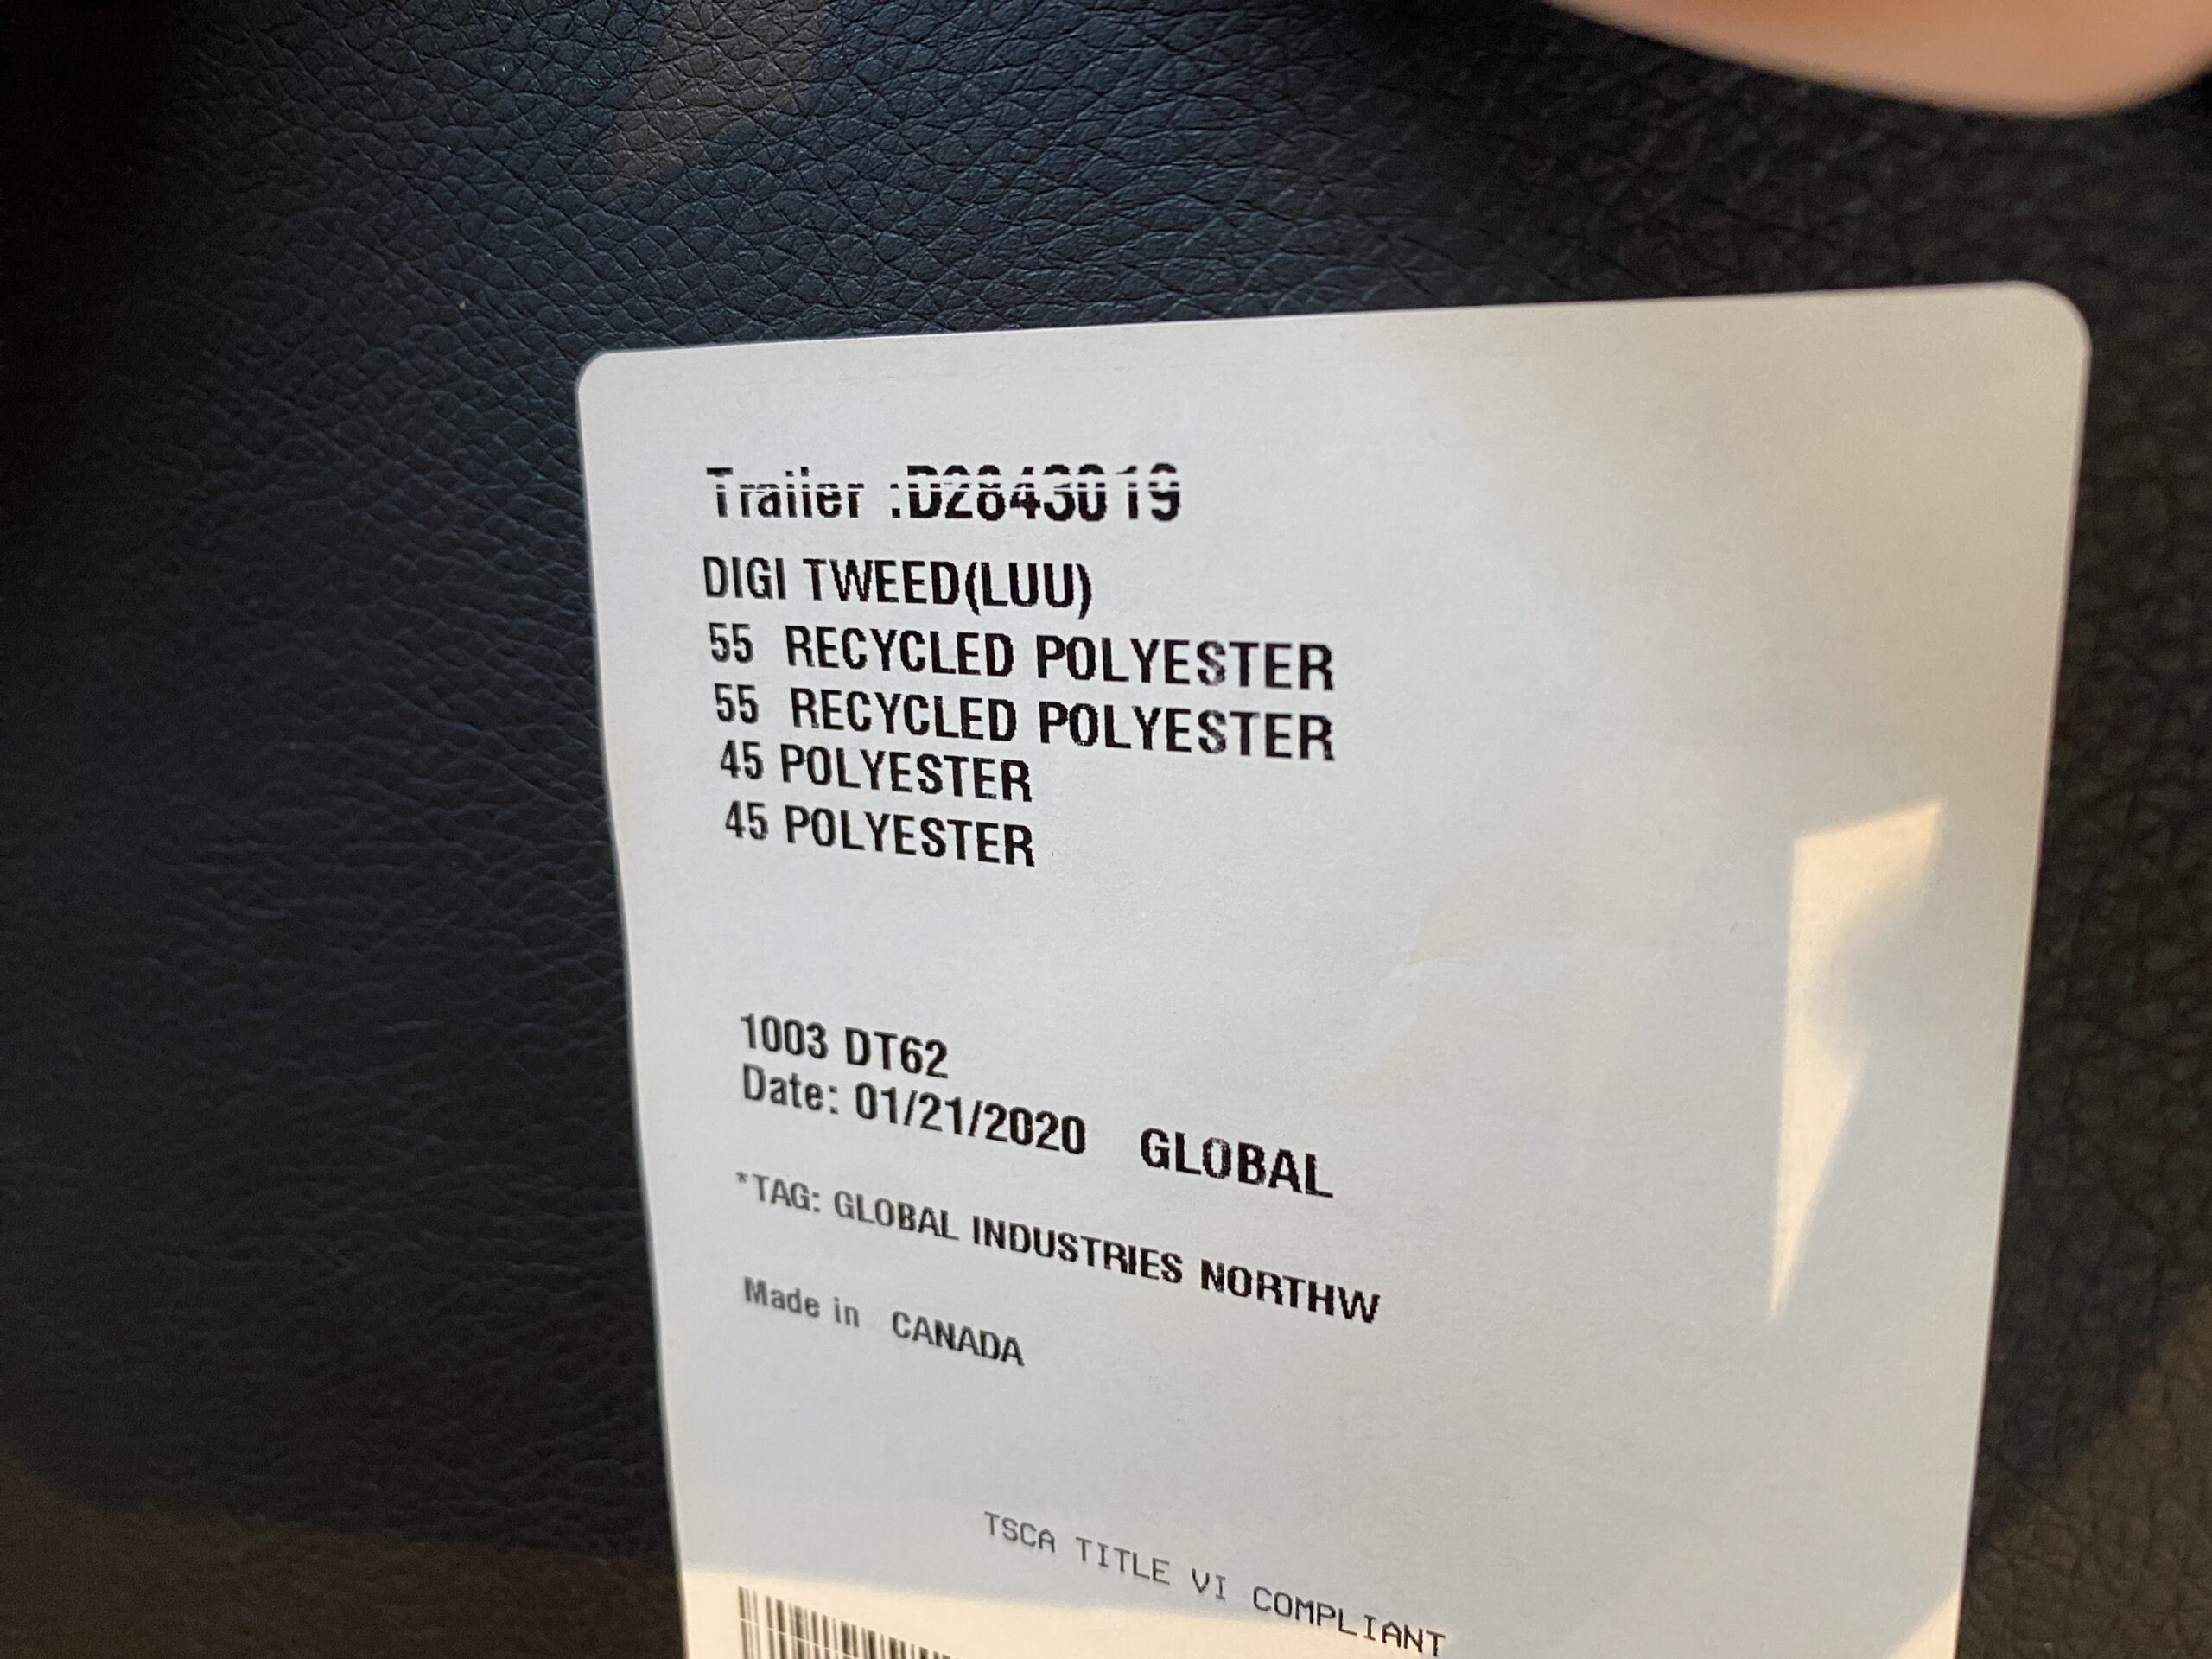 Trailer :D2843019
DIGI TWEED(LUU)
55 RECYCLED POLYESTER
55 RECYCLED POLYESTER
45 POLYESTER
45 POLYESTER
1003 DT62
Date: 01/21/2020 GLOBAL
*TAG: GLOBAL INDUSTRIES NORTHW
Made in CANADA
TSCA TITLE VI COMPLIANT